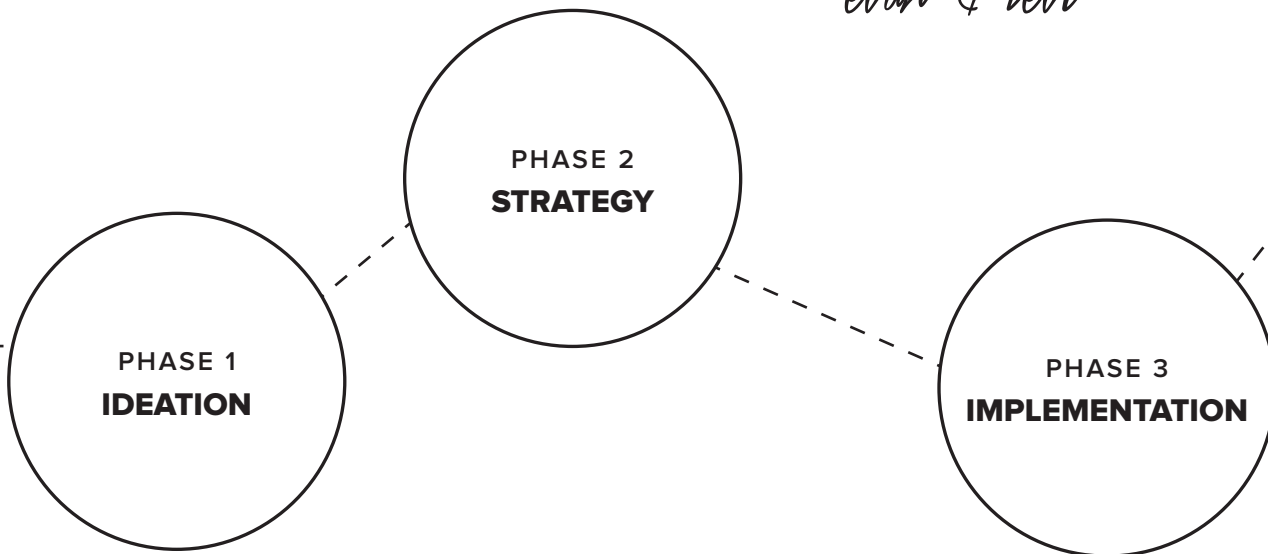 PHASE 1
IDEATION
PHASE 2
STRATEGY
PHASE 3
IMPLEMENTATION